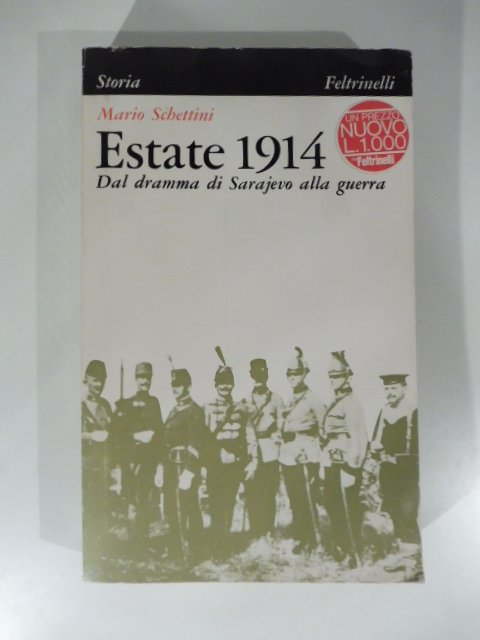 Storia
Feltrinelli
Mario Schettini
Estate 1914
Dal dramma di Sarajevo alla guerra
UN PREZZO
NUOVO
L. 1.000
Feltrinelli